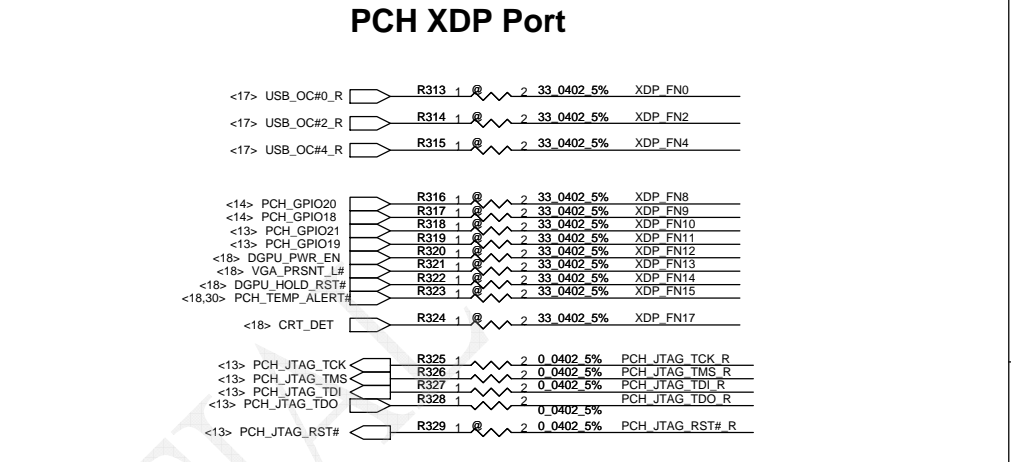 PCH XDP Port
<17> USB_OC#0_R R313 1 @ 2 33_0402_5% XDP_FN0
<17> USB_OC#2_R R314 1 @ 2 33_0402_5% XDP_FN2
<17> USB_OC#4_R R315 1 @ 2 33_0402_5% XDP_FN4
<14> PCH_GPIO20 R316 1 @ 2 33_0402_5% XDP_FN8
<14> PCH_GPIO18 R317 1 @ 2 33_0402_5% XDP_FN9
<13> PCH_GPIO21 R318 1 @ 2 33_0402_5% XDP_FN10
<13> PCH_GPIO19 R319 1 @ 2 33_0402_5% XDP_FN11
<18> DGPU_PWR_EN R320 1 @ 2 33_0402_5% XDP_FN12
<18> VGA_PRSNT_L# R321 1 @ 2 33_0402_5% XDP_FN13
<18> DGPU_HOLD_RST# R322 1 @ 2 33_0402_5% XDP_FN14
<18,30> PCH_TEMP_ALERT# R323 1 @ 2 33_0402_5% XDP_FN15
<18> CRT_DET R324 1 @ 2 33_0402_5% XDP_FN17
<13> PCH_JTAG_TCK R325 1 2 0_0402_5% PCH_JTAG_TCK_R
<13> PCH_JTAG_TMS R326 1 2 0_0402_5% PCH_JTAG_TMS_R
<13> PCH_JTAG_TDI R327 1 2 0_0402_5% PCH_JTAG_TDI_R
<13> PCH_JTAG_TDO R328 1 2 PCH_JTAG_TDO_R
0_0402_5%
<13> PCH_JTAG_RST# R329 1 @ 2 0_0402_5% PCH_JTAG_RST#_R